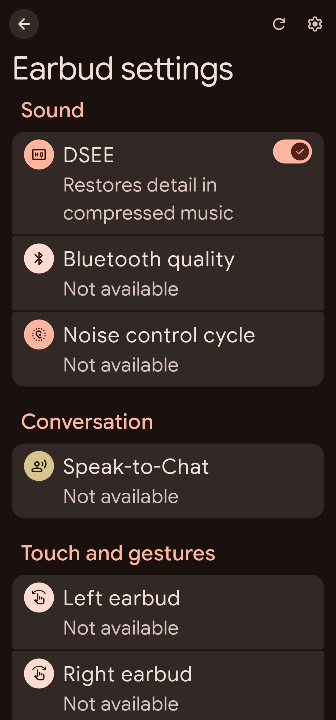 Earbud settings
Sound
HQ
DSEE
Restores detail in
compressed music
Bluetooth quality
Not available
Noise control cycle
Not available
Conversation
Speak-to-Chat
Not available
Touch and gestures
Left earbud
Not available
Right earbud
Not available